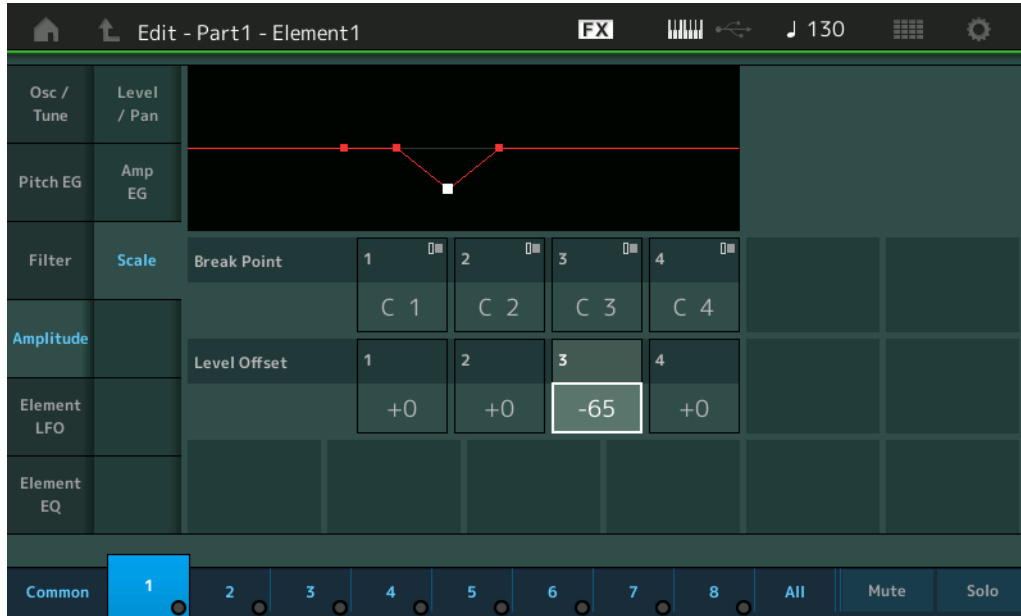 Edit - Part1 - Element1
FX
♩ 130
Osc /
Tune
Level
/ Pan
Pitch EG
Amp
EG
Filter
Scale
Break Point
1
2
3
4
C 1
C 2
C 3
C 4
Amplitude
Level Offset
1
2
3
4
+0
+0
-65
+0
Element
LFO
Element
EQ
Common
1
2
3
4
5
6
7
8
All
Mute
Solo